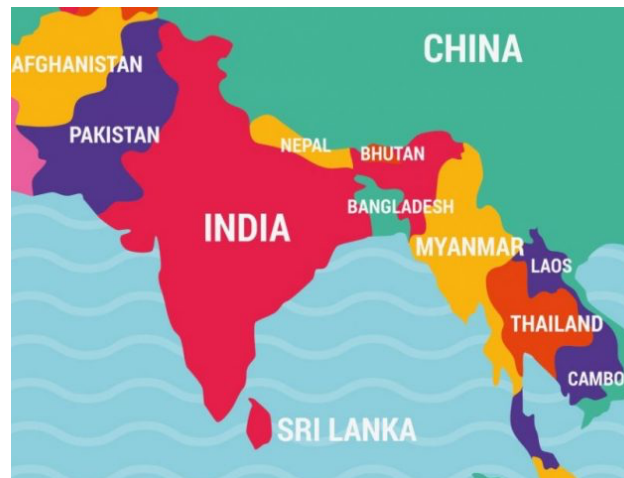 CHINA
AFGHANISTAN
PAKISTAN
NEPAL
BHUTAN
BANGLADESH
INDIA
MYANMAR
LAOS
THAILAND
CAMBO
SRI LANKA